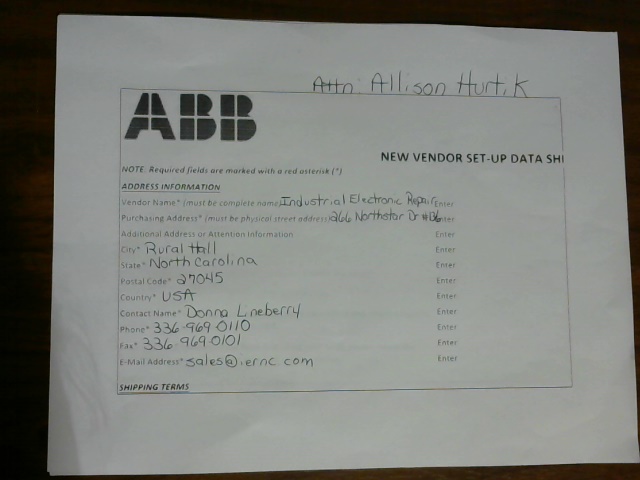 Attn Allison Hurtik
ABB
NEW VENDOR SET-UP DATA SHI
NOTE: Required fields are marked with a red asterisk (*)
ADDRESS INFORMATION
Vendor Name* (must be complete name) Industrial Electronic Repair Enter
Purchasing Address* (must be physical street address) 266 Northstar Dr #136 Enter
Additional Address or Attention Information Enter
City* Rural Hall Enter
State* North Carolina Enter
Postal Code* 27045 Enter
Country* USA Enter
Contact Name* Donna Lineberry Enter
Phone* 336-969-0110 Enter
Fax* 336-969-0101 Enter
E-Mail Address* sales@iernc.com Enter
SHIPPING TERMS